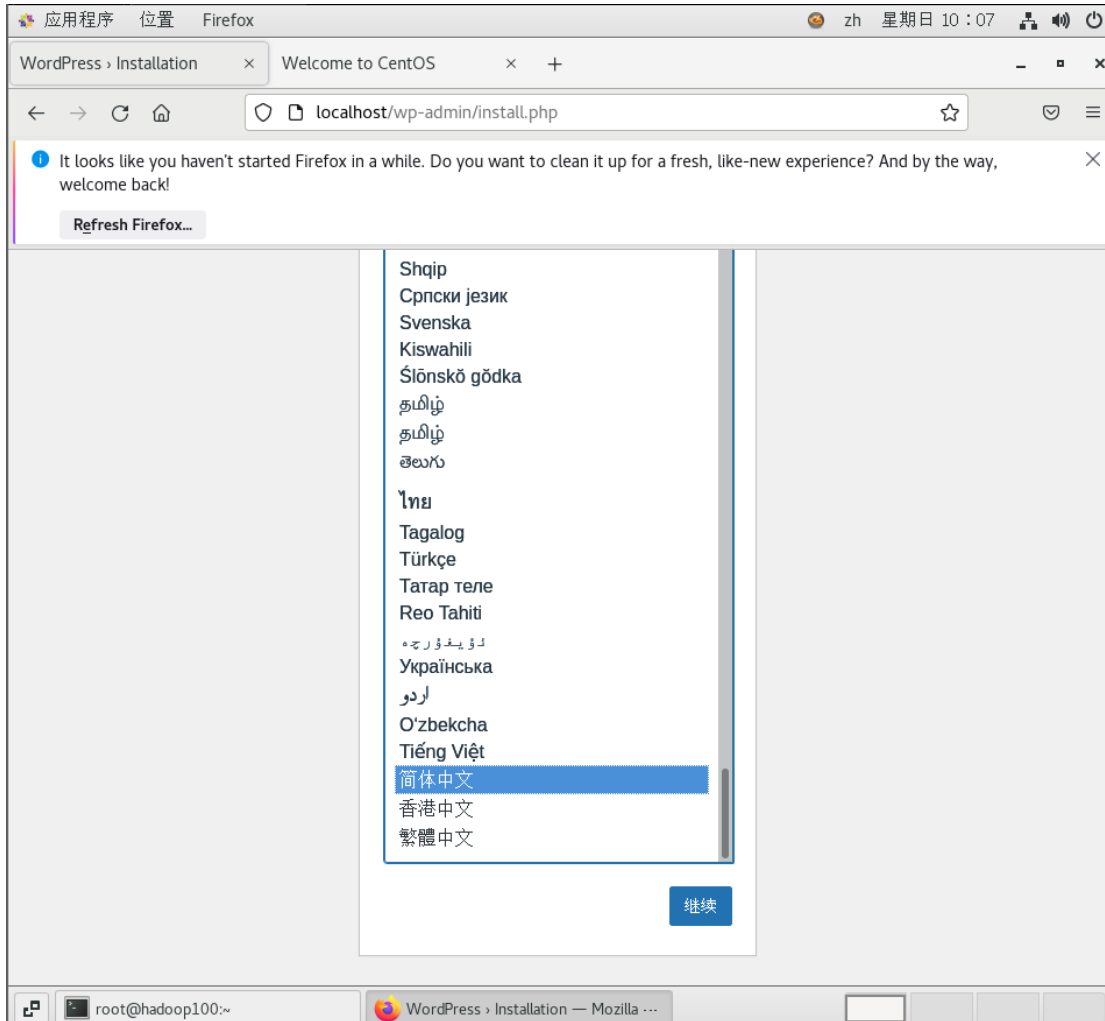 应用程序 位置 Firefox zh 星期日 10：07
WordPress › Installation × Welcome to CentOS × +
localhost/wp-admin/install.php
It looks like you haven't started Firefox in a while. Do you want to clean it up for a fresh, like-new experience? And by the way,
welcome back!
Refresh Firefox...
Shqip
Српски језик
Svenska
Kiswahili
Ślōnskŏ gŏdka
தமிழ்
தமிழ்
తెలుగు
ไทย
Tagalog
Türkçe
Татар теле
Reo Tahiti
ئۇيغۇرچە
Українська
اردو
O‘zbekcha
Tiếng Việt
简体中文
香港中文
繁體中文
继续
root@hadoop100:~ WordPress › Installation — Mozilla ···